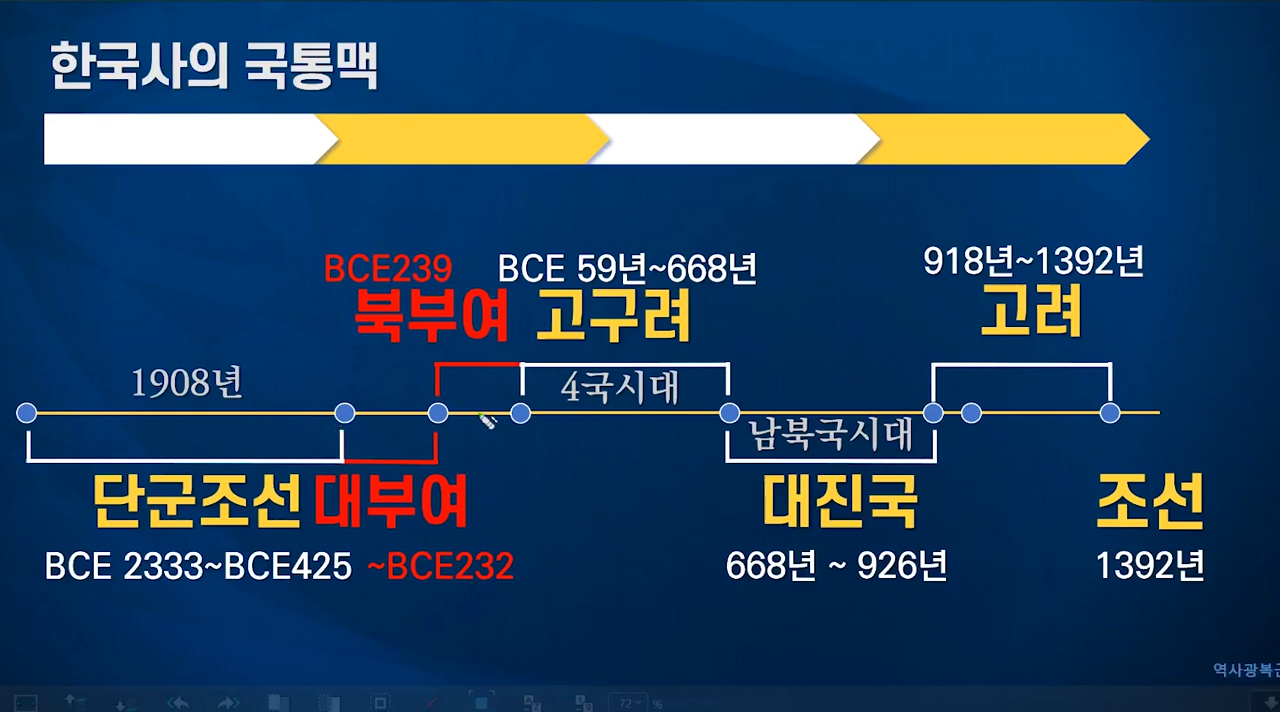 한국사의 국통맥
BCE239
BCE 59년~668년
918년~1392년
북부여
고구려
고려
1908년
4국시대
남북국시대
단군조선
대부여
대진국
조선
BCE 2333~BCE425
~BCE232
668년 ~ 926년
1392년
역사광복
72
%